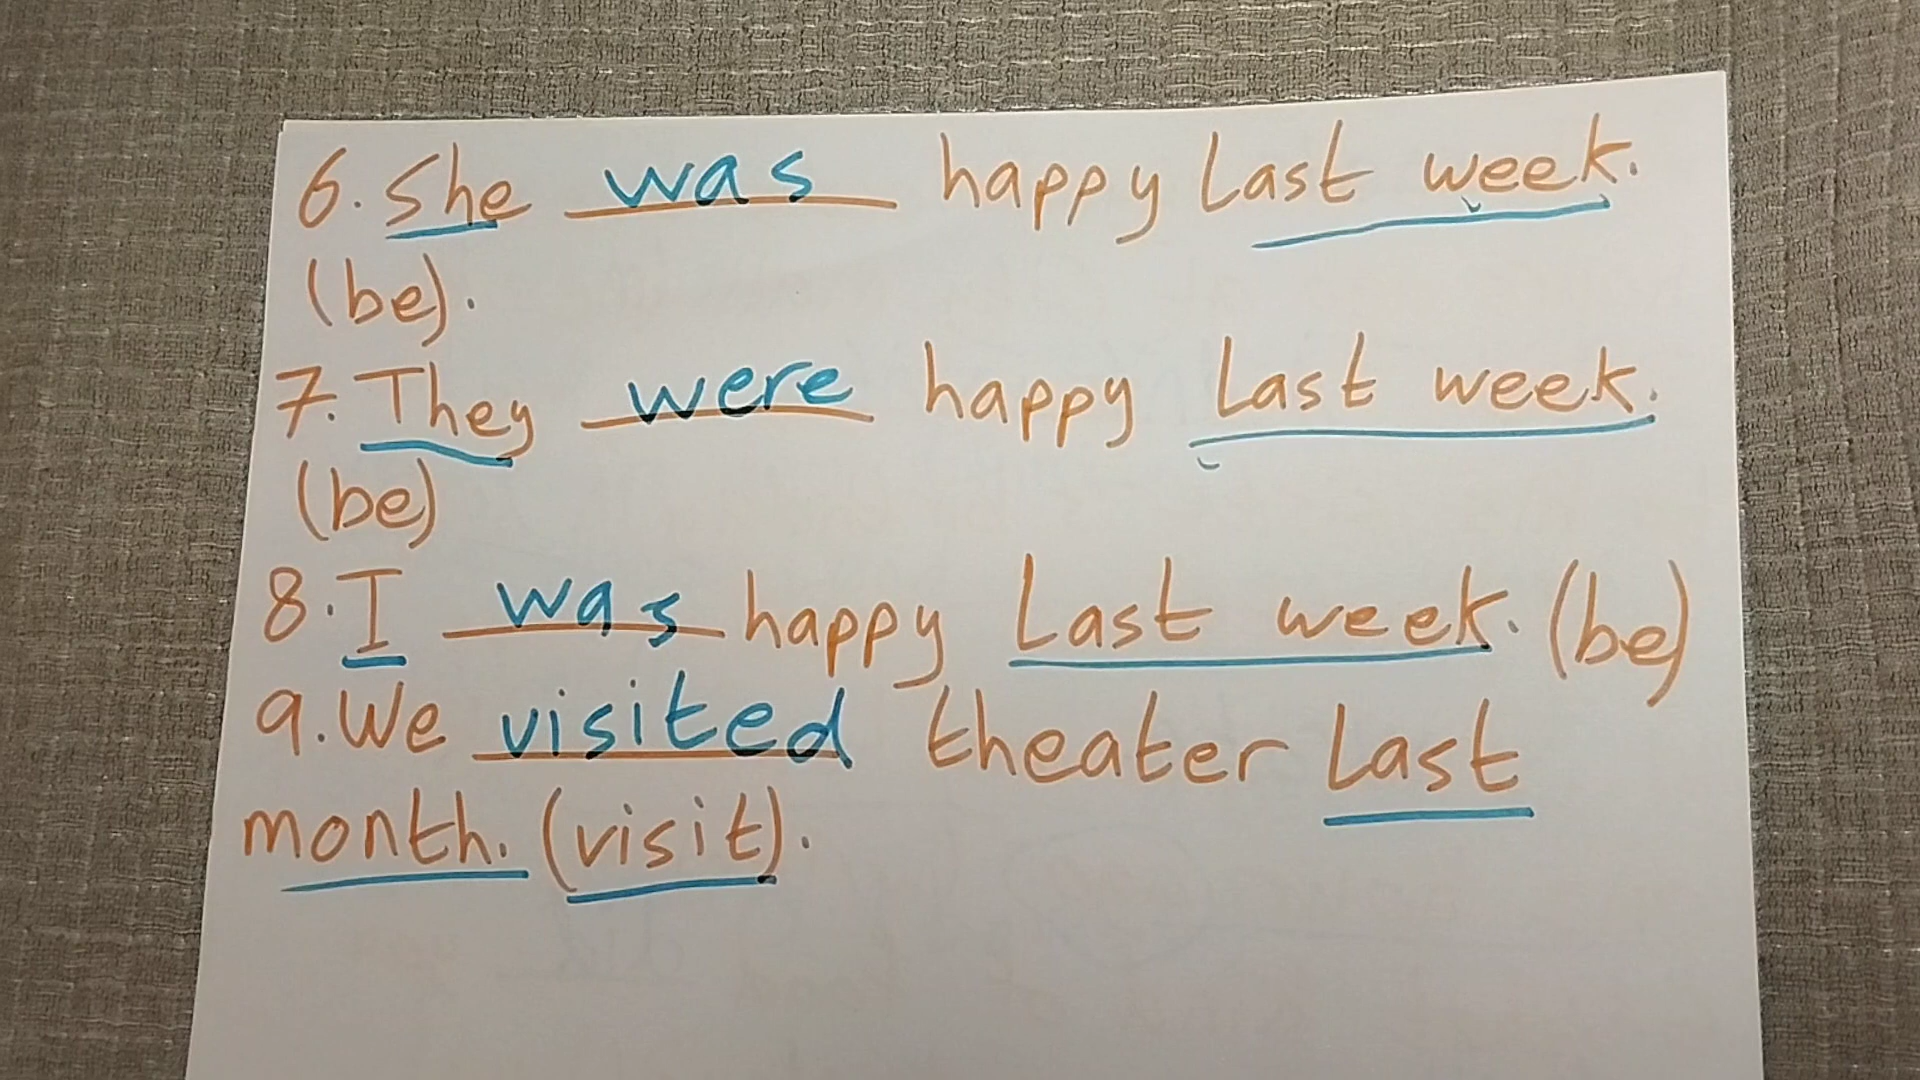 6. She was happy Last week.
(be).
7. They were happy Last week.
(be)
8. I was happy Last week. (be)
9. We visited theater Last
month. (visit).